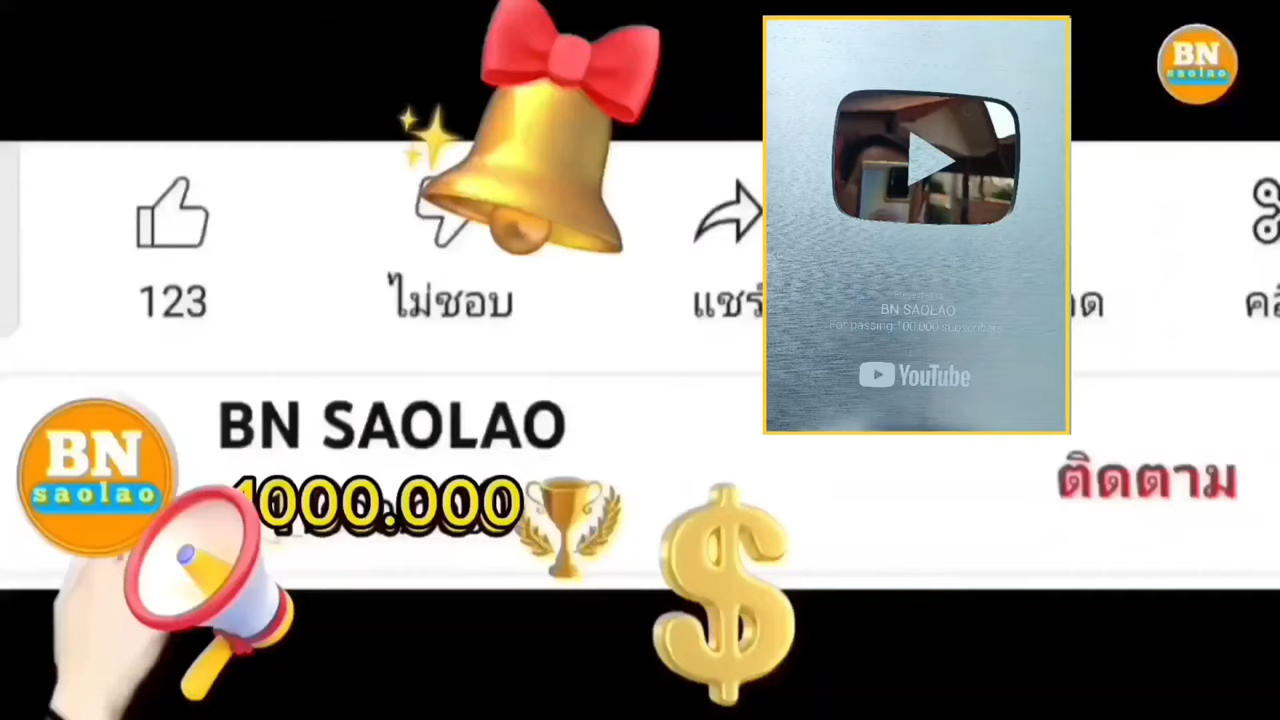 BN
saolao
123
ไม่ชอบ
แชร์
BN SAOLAO
For passing 100,000 subscribers
YouTube
BN SAOLAO
BN
saolao
1000.000
ติดตาม